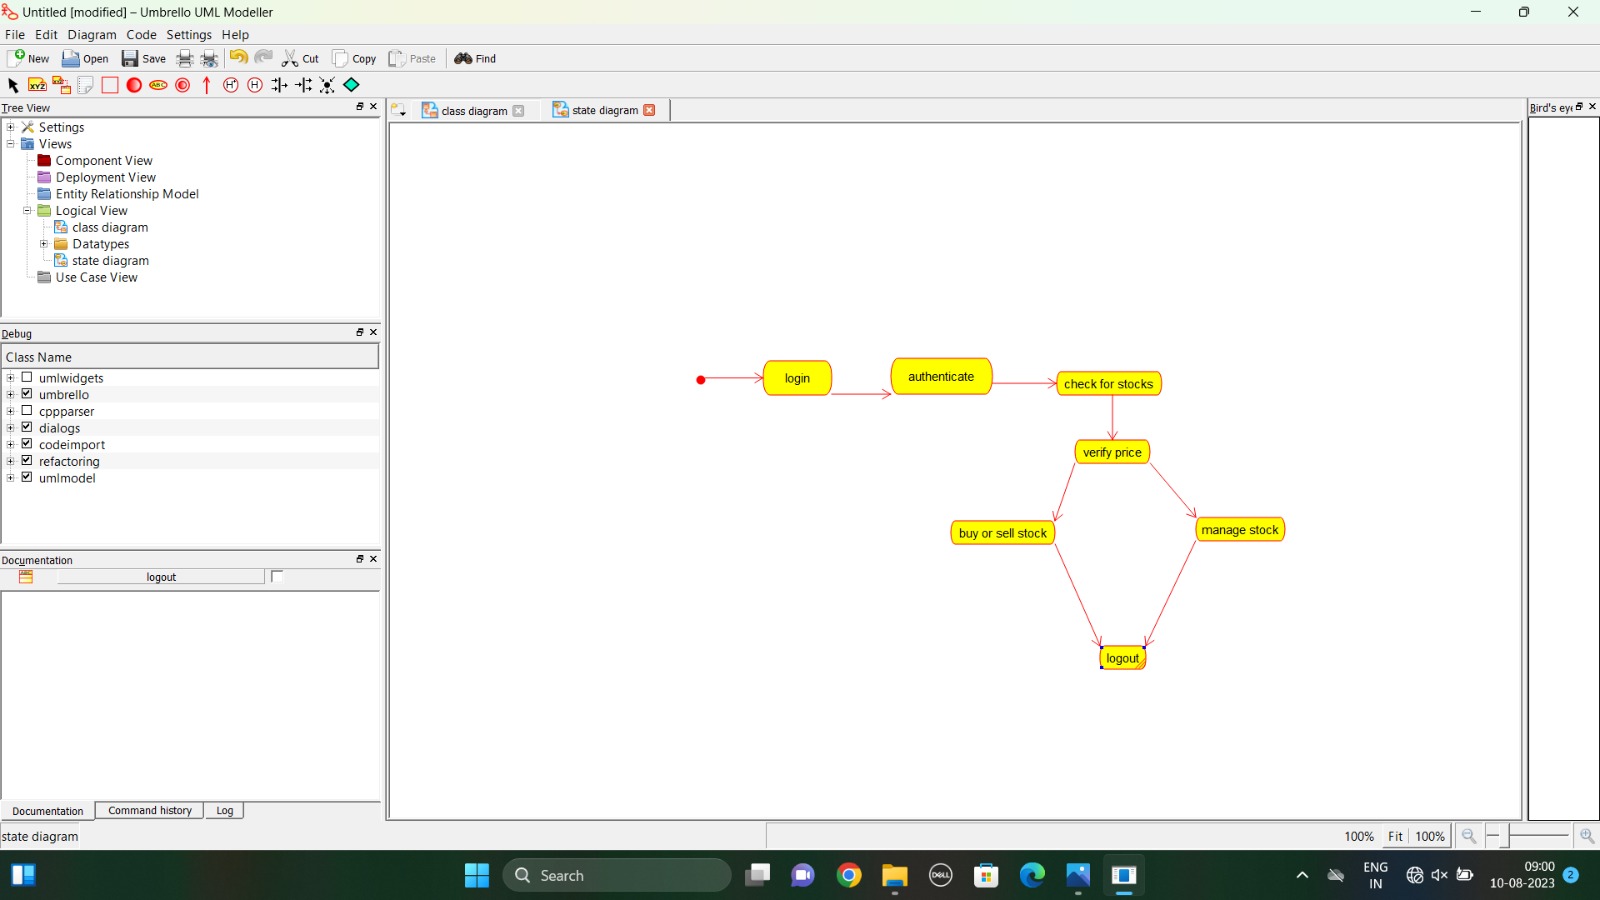 Untitled [modified] – Umbrello UML Modeller
File Edit Diagram Code Settings Help
New Open Save Cut Copy Paste Find
XYZ ABC H* H
Tree View
Settings
Views
Component View
Deployment View
Entity Relationship Model
Logical View
class diagram
Datatypes
state diagram
Use Case View
Debug
Class Name
umlwidgets
umbrello
cppparser
dialogs
codeimport
refactoring
umlmodel
Documentation
logout
Documentation Command history Log
state diagram
class diagram state diagram
login
authenticate
check for stocks
verify price
buy or sell stock
manage stock
logout
Bird's eye
100% Fit 100%
Search
DELL
ENG
IN
09:00
10-08-2023
2